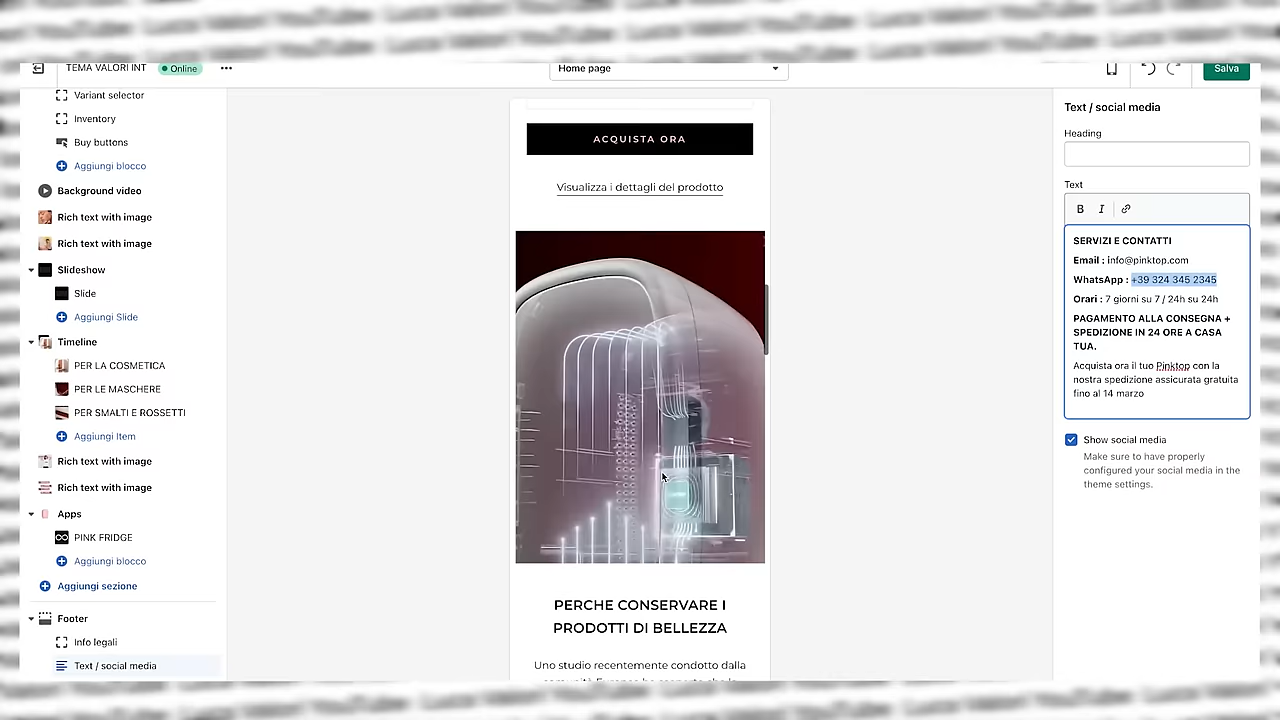 Luca Valori YouTube
TEMA VALORI INT
Online
Home page
Salva
Variant selector
Inventory
Buy buttons
Aggiungi blocco
Background video
Rich text with image
Rich text with image
Slideshow
Slide
Aggiungi Slide
Timeline
PER LA COSMETICA
PER LE MASCHERE
PER SMALTI E ROSSETTI
Aggiungi Item
Rich text with image
Rich text with image
Apps
PINK FRIDGE
Aggiungi blocco
Aggiungi sezione
Footer
Info legali
Text / social media
ACQUISTA ORA
Visualizza i dettagli del prodotto
PERCHE CONSERVARE I
PRODOTTI DI BELLEZZA
Uno studio recentemente condotto dalla
Text / social media
Heading
Text
B I
SERVIZI E CONTATTI
Email : info@pinktop.com
WhatsApp : +39 324 345 2345
Orari : 7 giorni su 7 / 24h su 24h
PAGAMENTO ALLA CONSEGNA +
SPEDIZIONE IN 24 ORE A CASA
TUA.
Acquista ora il tuo Pinktop con la
nostra spedizione assicurata gratuita
fino al 14 marzo
Show social media
Make sure to have properly
configured your social media in the
theme settings.